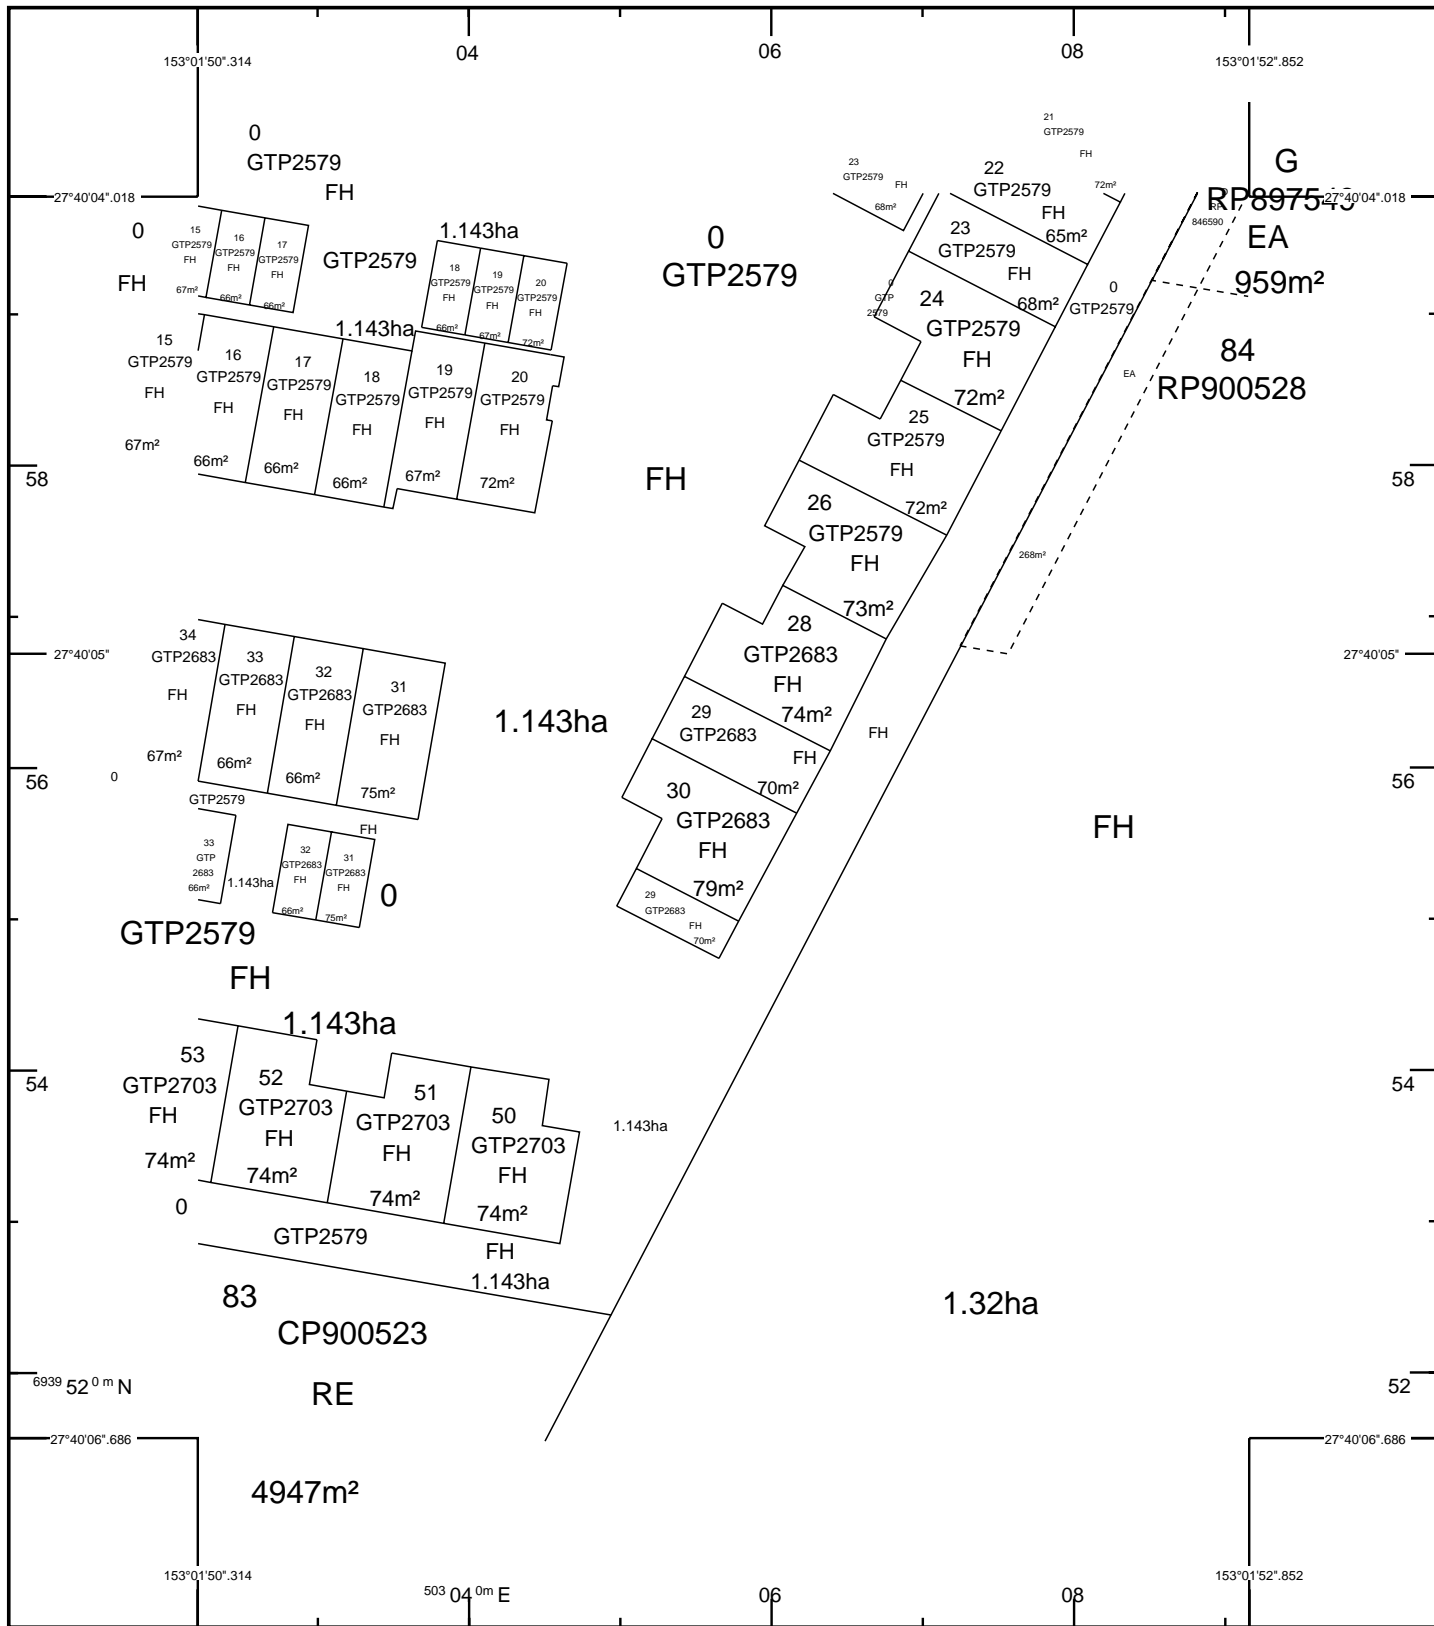 04
06
08
153°01'50".314
153°01'52".852
0
GTP2579
FH
27°40'04".018
27°40'04".018
G
EA
959m²
RP
846590
21
GTP2579
FH
72m²
22
GTP2579
FH
65m²
23
GTP2579
FH
68m²
23
GTP2579
FH
68m²
0
FH
GTP2579
1.143ha
15
GTP2579
FH
67m²
16
GTP2579
FH
66m²
17
GTP2579
FH
66m²
18
GTP2579
FH
66m²
19
GTP2579
FH
67m²
20
GTP2579
FH
72m²
0
GTP2579
0
GTP
2579
24
GTP2579
FH
72m²
0
GTP2579
EA
84
RP900528
1.143ha
15
GTP2579
FH
67m²
16
GTP2579
FH
66m²
17
GTP2579
FH
66m²
18
GTP2579
FH
66m²
19
GTP2579
FH
67m²
20
GTP2579
FH
72m²
25
GTP2579
FH
72m²
58
FH
58
26
GTP2579
FH
73m²
268m²
28
GTP2683
FH
74m²
27°40'05"
27°40'05"
34
GTP2683
FH
67m²
33
GTP2683
FH
66m²
32
GTP2683
FH
66m²
31
GTP2683
FH
75m²
1.143ha
29
GTP2683
FH
70m²
FH
56
0
GTP2579
FH
56
30
GTP2683
FH
79m²
FH
33
GTP
2683
66m²
1.143ha
32
GTP2683
FH
66m²
31
GTP2683
FH
75m²
0
29
GTP2683
FH
70m²
GTP2579
FH
1.143ha
54
53
GTP2703
FH
74m²
52
GTP2703
FH
74m²
51
GTP2703
FH
74m²
50
GTP2703
FH
74m²
1.143ha
54
0
GTP2579
FH
1.143ha
83
CP900523
1.32ha
RE
6939 52 0 m N
52
27°40'06".686
27°40'06".686
4947m²
153°01'50".314
153°01'52".852
503 04 0m E
06
08